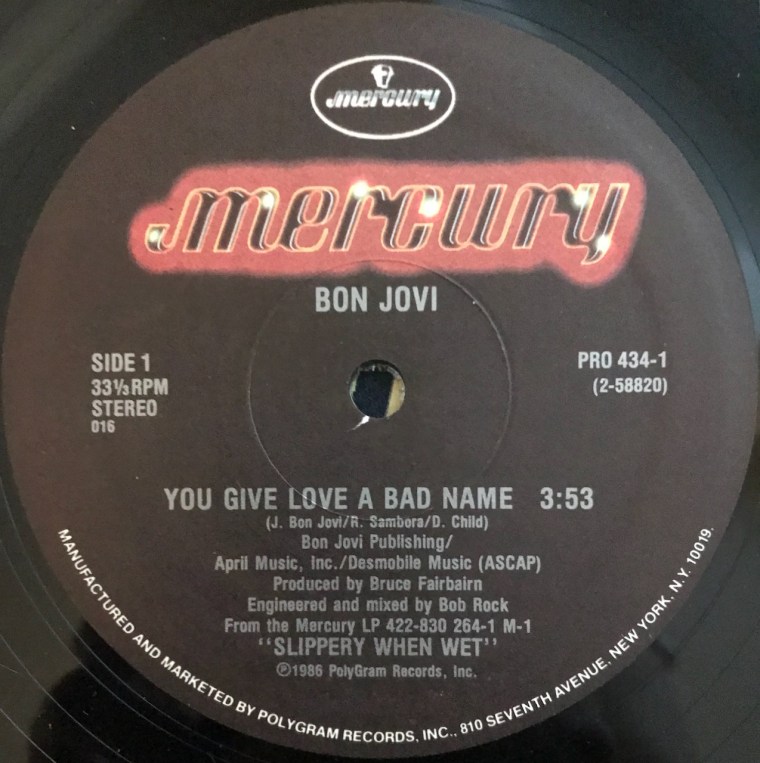 mercury
mercury
BON JOVI
SIDE 1
33⅓ RPM
STEREO
016
PRO 434-1
(2-58820)
YOU GIVE LOVE A BAD NAME 3:53
(J. Bon Jovi/R. Sambora/D. Child)
Bon Jovi Publishing/
April Music, Inc./Desmobile Music (ASCAP)
Produced by Bruce Fairbairn
Engineered and mixed by Bob Rock
From the Mercury LP 422-830 264-1 M-1
"SLIPPERY WHEN WET"
℗1986 PolyGram Records, Inc.
MANUFACTURED AND MARKETED BY POLYGRAM RECORDS, INC., 810 SEVENTH AVENUE, NEW YORK, N.Y. 10019.